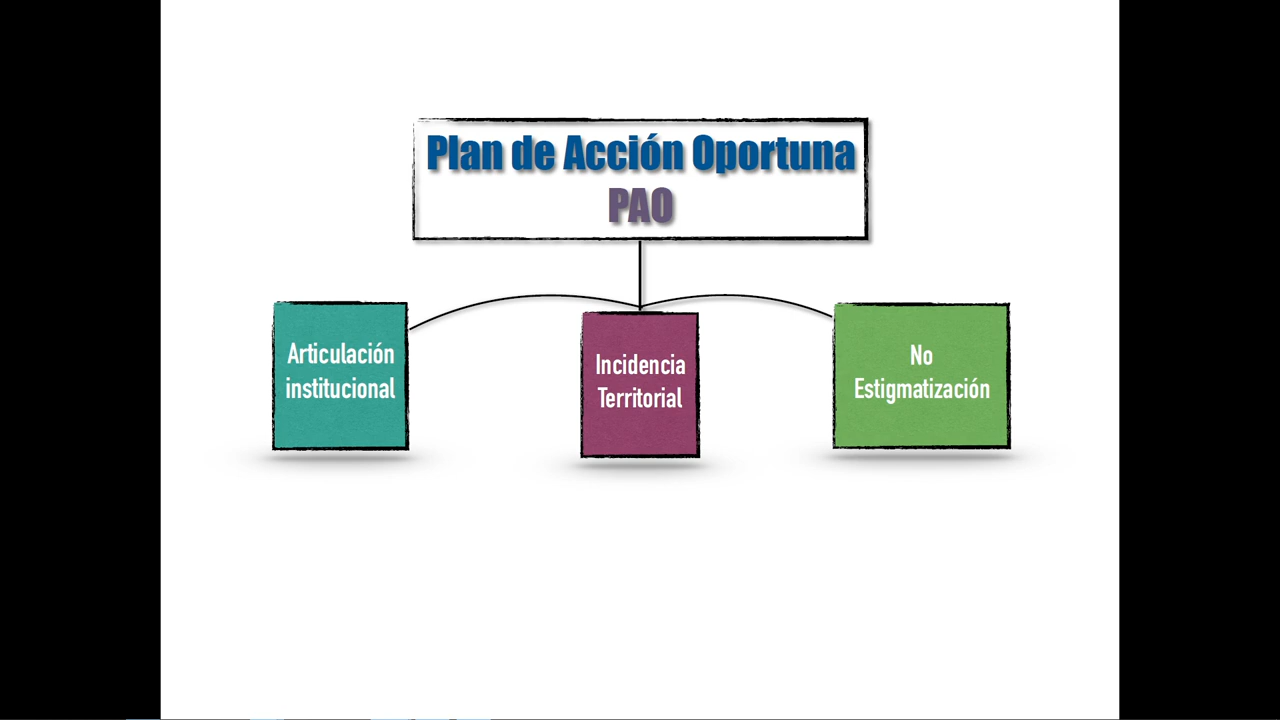 Plan de Acción Oportuna
PAO
Articulación
institucional
Incidencia
Territorial
No
Estigmatización